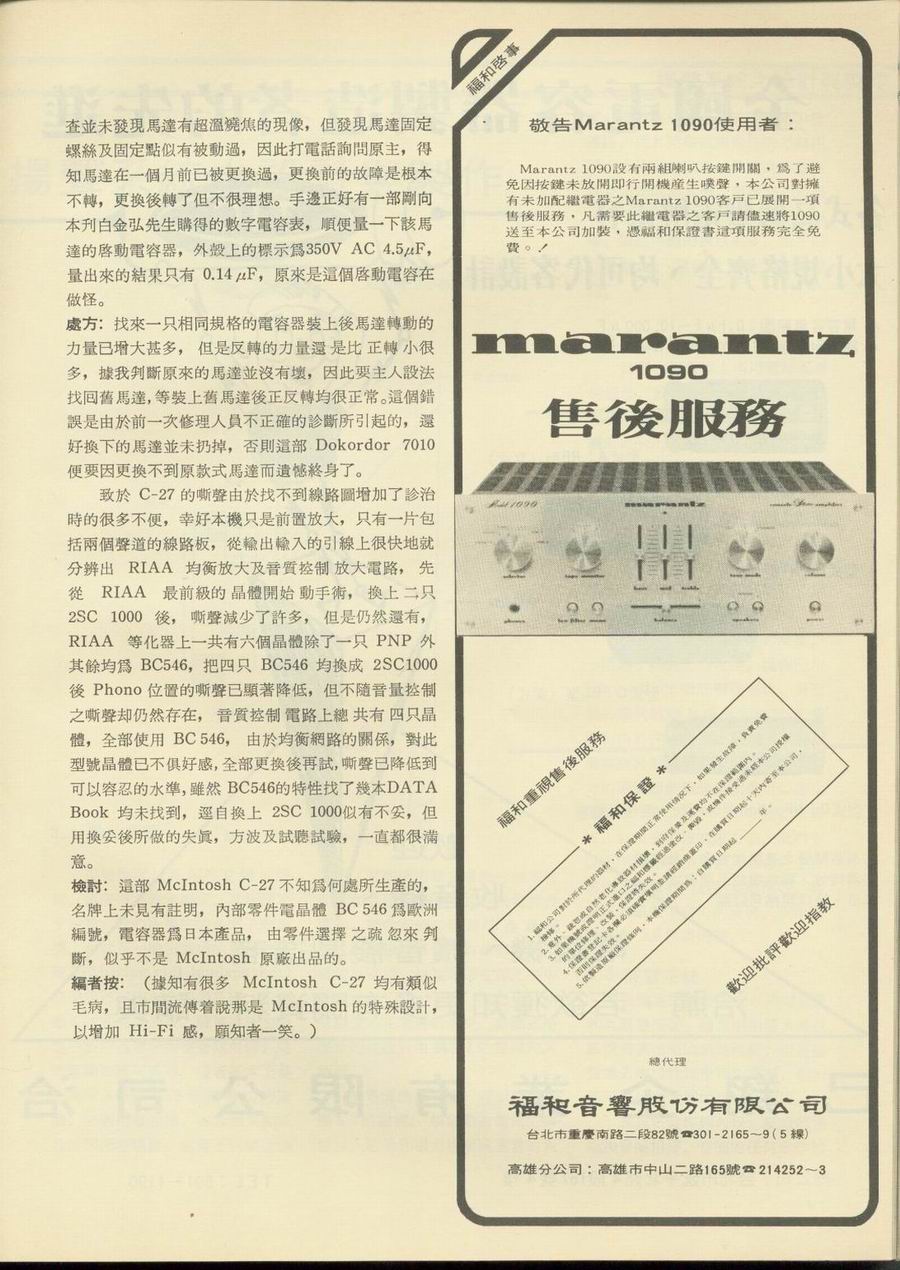 查並未發現馬達有超溫燒焦的現像，但發現馬達固定
螺絲及固定點似有被動過，因此打電話詢問原主，得
知馬達在一個月前已被更換過，更換前的故障是根本
不轉，更換後轉了但不很理想。手邊正好有一部剛向
本刋白金弘先生購得的數字電容表，順便量一下該馬
達的啓動電容器，外殼上的標示爲350V AC 4.5μF，
量出來的結果只有 0.14 μF，原來是這個啓動電容在
做怪。
處方：找來一只相同規格的電容器裝上後馬達轉動的
力量已增大甚多， 但是反轉的力量還是比正轉小很
多，據我判斷原來的馬達並沒有壞，因此要主人設法
找囘舊馬達,等裝上舊馬達後正反轉均很正常。這個錯
誤是由於前一次修理人員不正確的診斷所引起的，還
好換下的馬達並未扔掉，否則這部 Dokordor 7010
便要因更換不到原款式馬達而遺憾終身了。
致於 C-27 的嘶聲由於找不到線路圖增加了診治
時的很多不便，幸好本機只是前置放大，只有一片包
括兩個聲道的線路板，從輸出輸入的引線上很快地就
分辨出 RIAA 均衡放大及音質控制放大電路， 先
從 RIAA 最前級的晶體開始動手術， 換上二只
2SC 1000 後， 嘶聲減少了許多， 但是仍然還有，
RIAA 等化器上一共有六個晶體除了一只 PNP 外
其餘均爲 BC546，把四只 BC546 均換成 2SC1000
後 Phono 位置的嘶聲已顯著降低，但不隨音量控制
之嘶聲却仍然存在， 音質控制電路上總共有四只晶
體，全部使用 BC 546， 由於均衡網路的關係，對此
型號晶體已不俱好感，全部更換後再試，嘶聲已降低到
可以容忍的水準，雖然 BC546的特性找了幾本DATA
Book 均未找到， 逕自換上 2SC 1000似有不妥，但
用換妥後所做的失眞，方波及試聽試驗，一直都很滿
意。
檢討：這部 McIntosh C-27 不知爲何處所生產的，
名牌上未見有註明，內部零件電晶體 BC 546 爲歐洲
編號，電容器爲日本產品， 由零件選擇之疏忽來判
斷，似乎不是 McIntosh 原廠出品的。
編者按：（據知有很多 McIntosh C-27 均有類似
毛病，且市間流傳着說那是 McIntosh 的特殊設計，
以增加 Hi-Fi 感，願知者一笑。）
福和啓事
敬告Marantz 1090使用者：
Marantz 1090設有兩組喇叭按鍵開關，爲了避
免因按鍵未放開即行開機産生噗聲，本公司對擁
有未加配繼電器之Marantz 1090客戶已展開一項
售後服務，凡需要此繼電器之客戶請儘速將1090
送至本公司加裝，憑福和保證書這項服務完全免
費。！
marantz
1090
售後服務
Model 1090
marantz
console stereo amplifier
selector
tape monitor
bass mid treble
tone mode
volume
phones
low filter mono
balance
speakers
power
福和重視售後服務
＊福和保證＊
歡迎批評歡迎指教
總代理
福和音響股份有限公司
台北市重慶南路二段82號☎301-2165～9（5線）
高雄分公司：高雄市中山二路165號☎214252～3